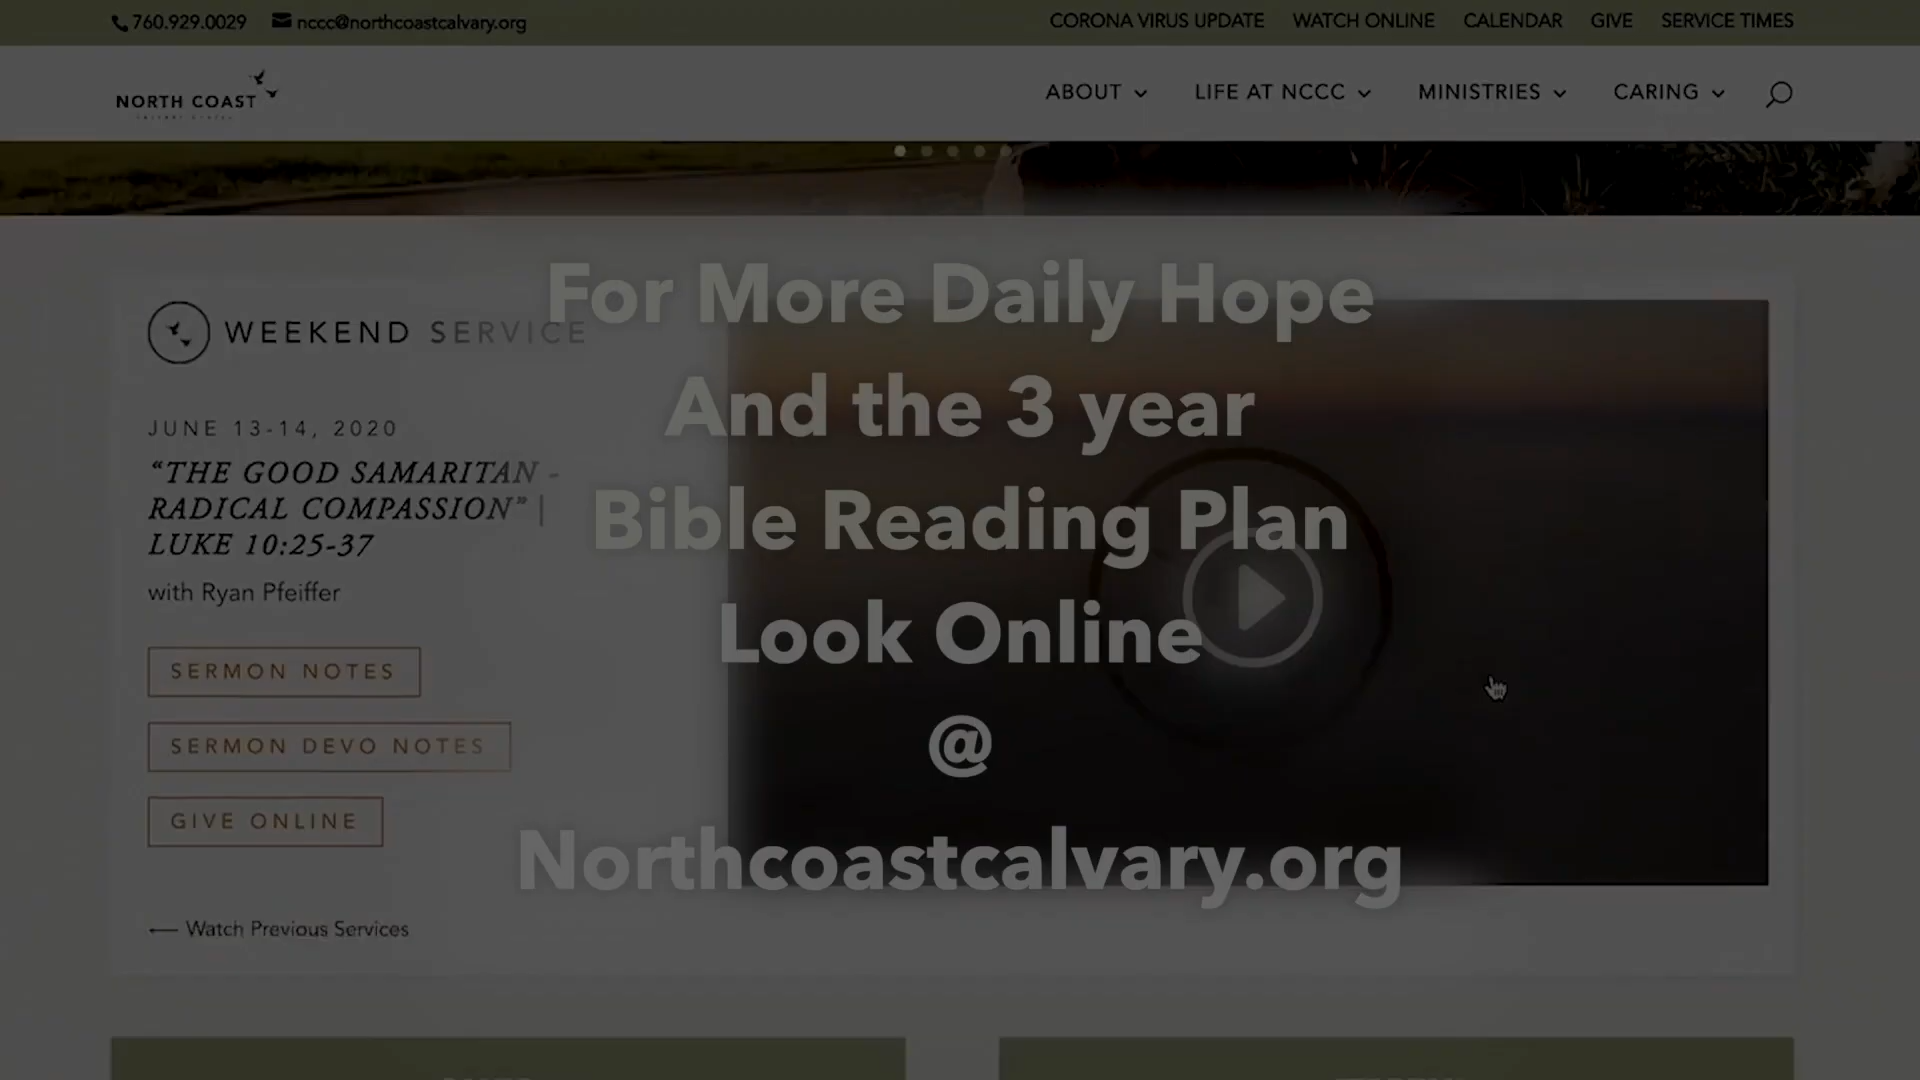 760.929.0029 nccc@northcoastcalvary.org CORONA VIRUS UPDATE WATCH ONLINE CALENDAR GIVE SERVICE TIMES
NORTH COAST
ABOUT LIFE AT NCCC MINISTRIES CARING
For More Daily Hope
And the 3 year
Bible Reading Plan
Look Online
@
Northcoastcalvary.org
WEEKEND SERVICE
JUNE 13-14, 2020
“THE GOOD SAMARITAN -
RADICAL COMPASSION” |
LUKE 10:25-37
with Ryan Pfeiffer
SERMON NOTES
SERMON DEVO NOTES
GIVE ONLINE
Watch Previous Services